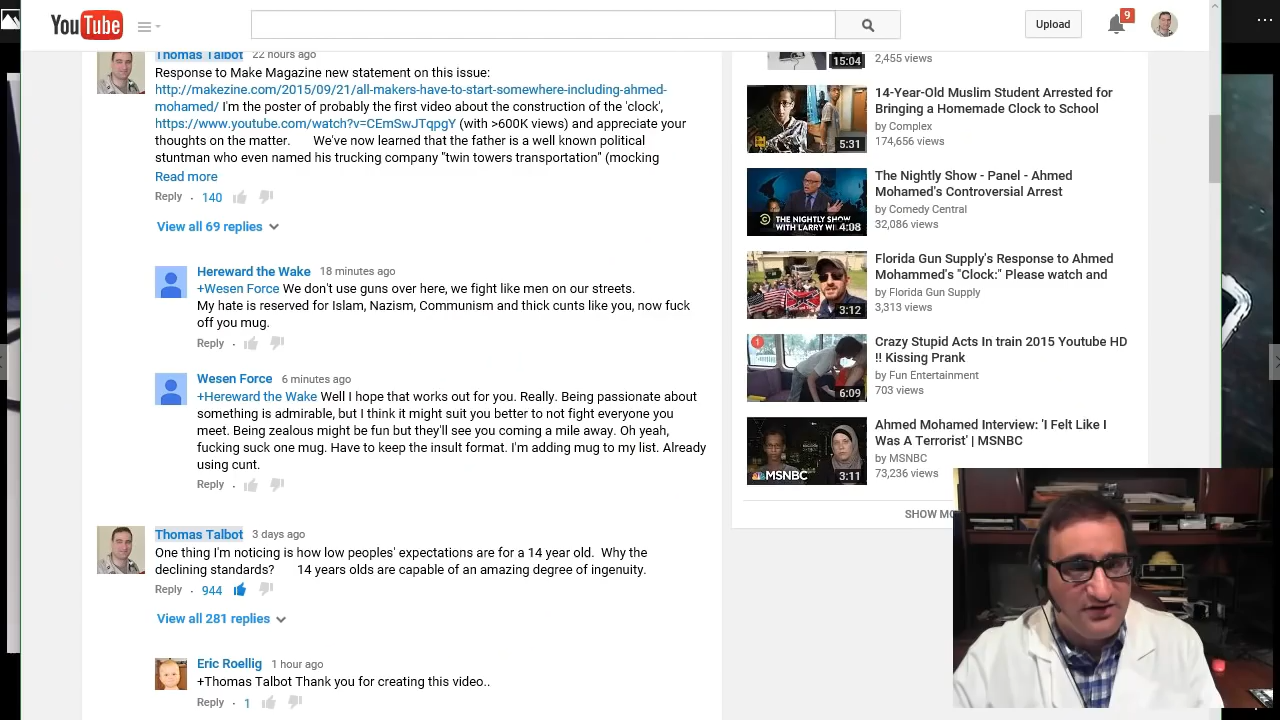 YouTube
Upload
9
Thomas Talbot 22 hours ago
Response to Make Magazine new statement on this issue:
http://makezine.com/2015/09/21/all-makers-have-to-start-somewhere-including-ahmed-
mohamed/ I'm the poster of probably the first video about the construction of the 'clock',
https://www.youtube.com/watch?v=CEmSwJTqpgY (with >600K views) and appreciate your
thoughts on the matter. We've now learned that the father is a well known political
stuntman who even named his trucking company "twin towers transportation" (mocking
Read more
Reply · 140
View all 69 replies
Hereward the Wake 18 minutes ago
+Wesen Force We don't use guns over here, we fight like men on our streets.
My hate is reserved for Islam, Nazism, Communism and thick cunts like you, now fuck
off you mug.
Reply ·
Wesen Force 6 minutes ago
+Hereward the Wake Well I hope that works out for you. Really. Being passionate about
something is admirable, but I think it might suit you better to not fight everyone you
meet. Being zealous might be fun but they'll see you coming a mile away. Oh yeah,
fucking suck one mug. Have to keep the insult format. I'm adding mug to my list. Already
using cunt.
Reply ·
Thomas Talbot 3 days ago
One thing I'm noticing is how low peoples' expectations are for a 14 year old. Why the
declining standards? 14 years olds are capable of an amazing degree of ingenuity.
Reply · 944
View all 281 replies
Eric Roellig 1 hour ago
+Thomas Talbot Thank you for creating this video..
Reply · 1
15:04
2,455 views
14-Year-Old Muslim Student Arrested for
Bringing a Homemade Clock to School
by Complex
174,656 views
5:31
The Nightly Show - Panel - Ahmed
Mohamed's Controversial Arrest
by Comedy Central
32,086 views
THE NIGHTLY SHOW
WITH LARRY
4:08
Florida Gun Supply's Response to Ahmed
Mohammed's "Clock:" Please watch and
by Florida Gun Supply
3,313 views
3:12
Crazy Stupid Acts In train 2015 Youtube HD
!! Kissing Prank
by Fun Entertainment
703 views
1
6:09
Ahmed Mohamed Interview: 'I Felt Like I
Was A Terrorist' | MSNBC
by MSNBC
73,236 views
MSNBC
3:11
SHOW